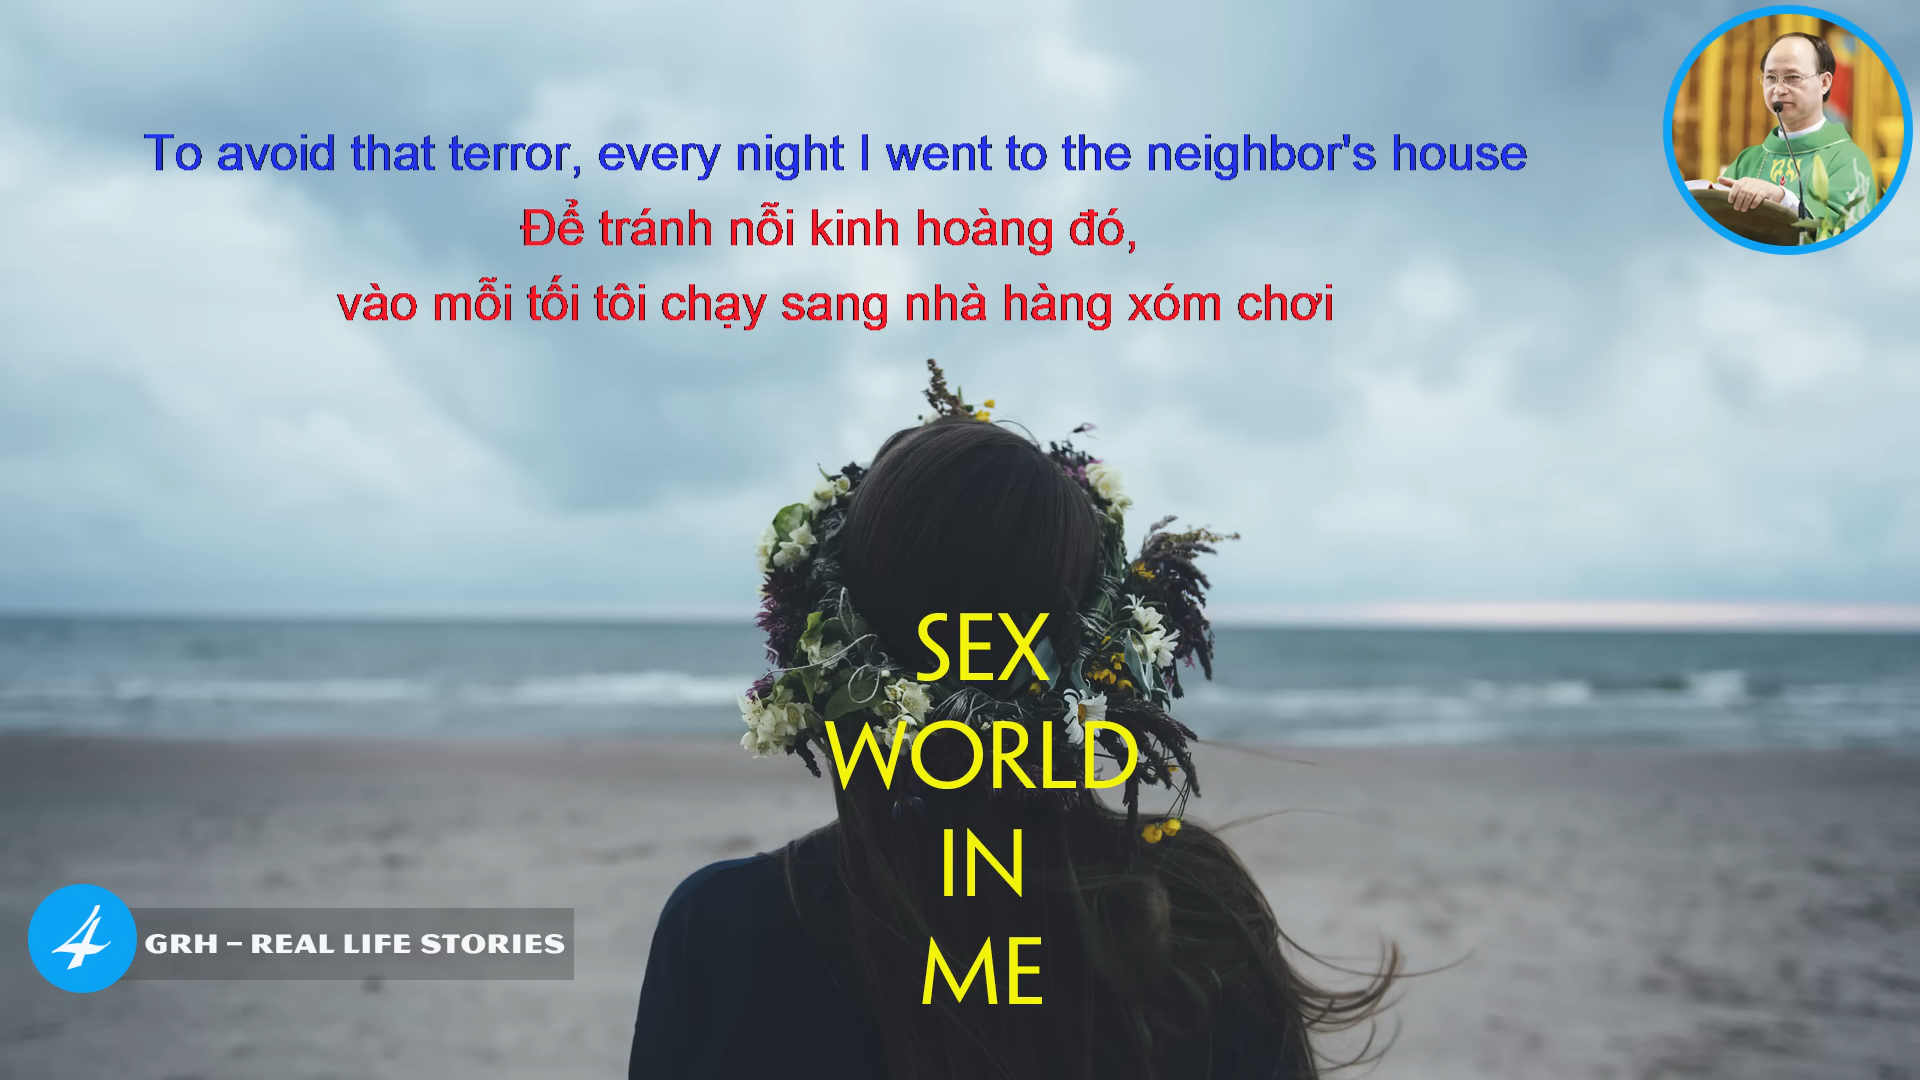 To avoid that terror, every night I went to the neighbor's house
Để tránh nỗi kinh hoàng đó,
vào mỗi tối tôi chạy sang nhà hàng xóm chơi
SEX
WORLD
IN
ME
4 GRH – REAL LIFE STORIES